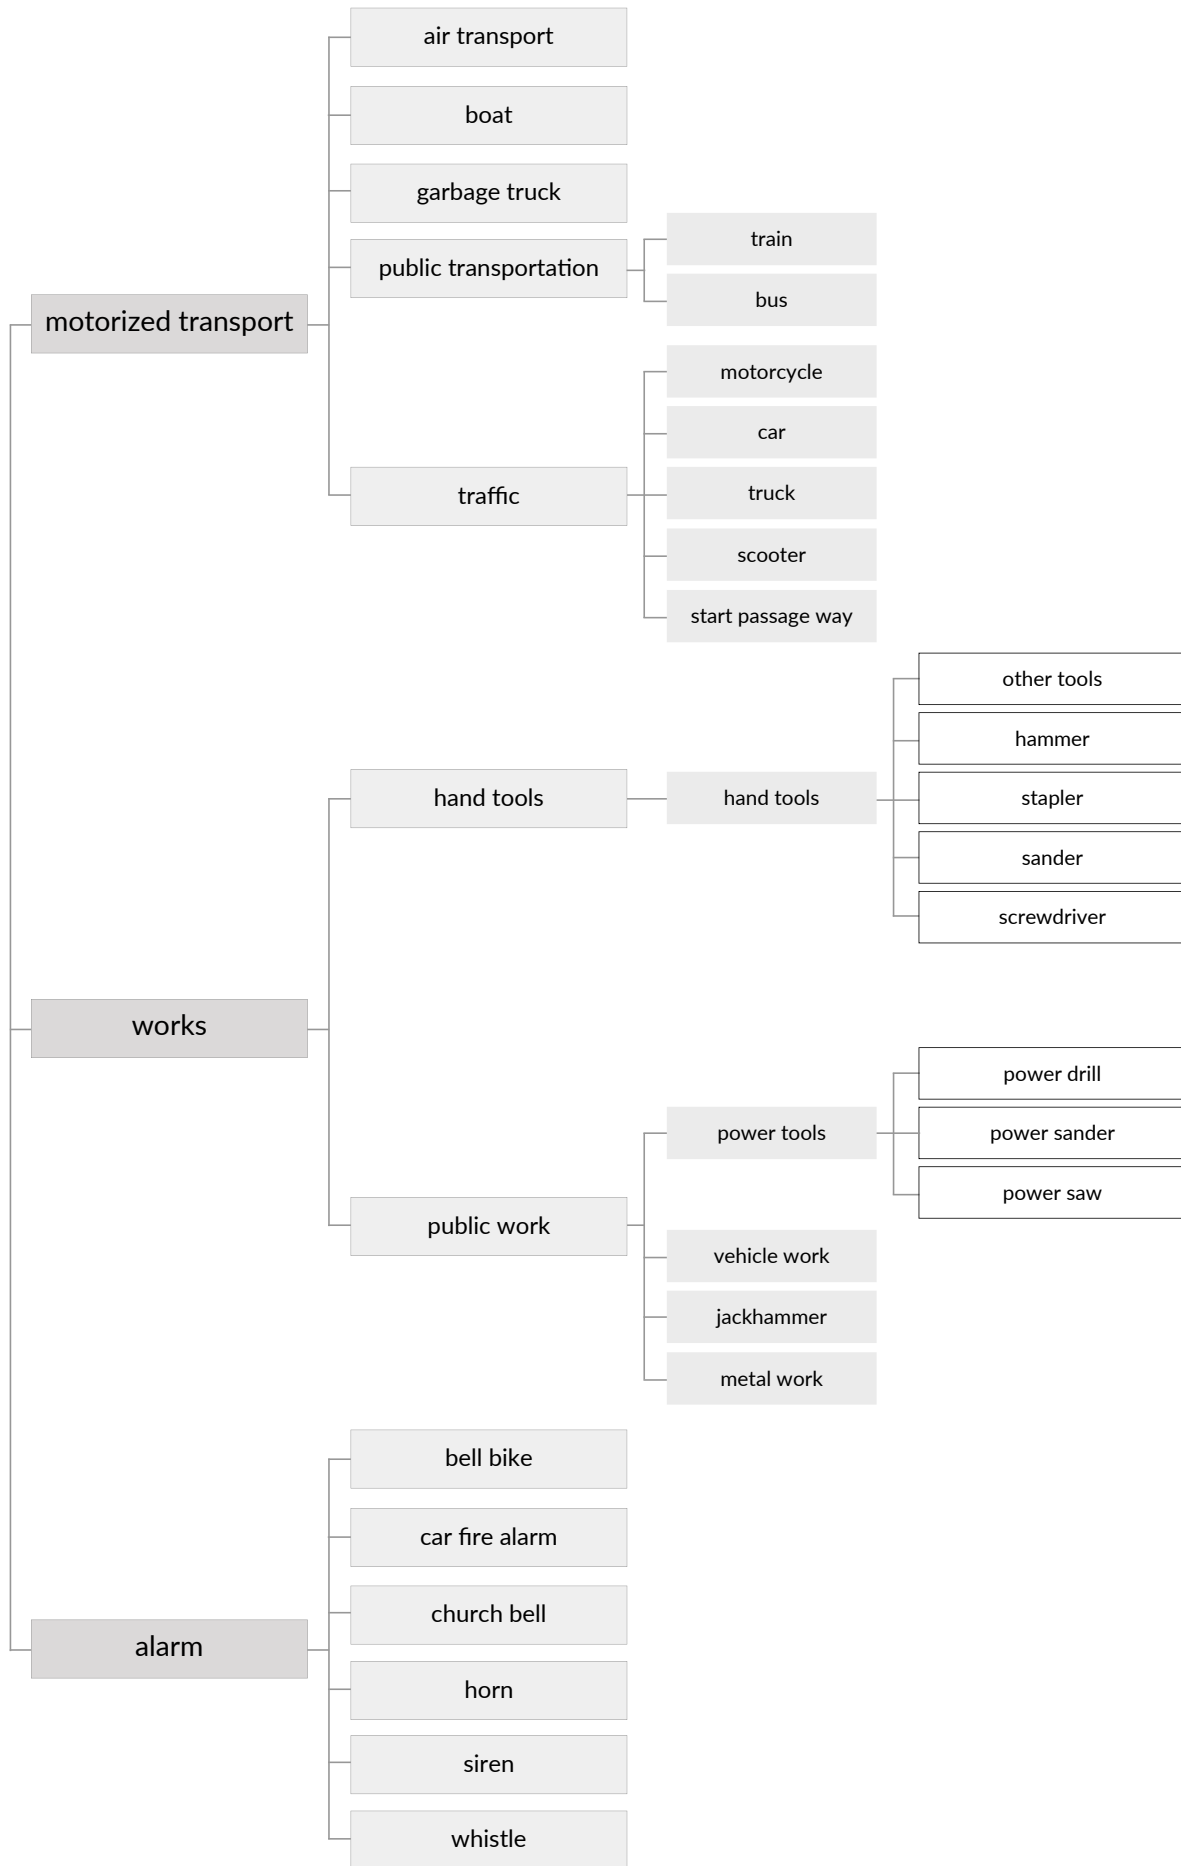 air transport
boat
garbage truck
public transportation
train
bus
motorized transport
motorcycle
car
traffic
truck
scooter
start passage way
other tools
hammer
hand tools
hand tools
stapler
sander
screwdriver
works
power drill
power tools
power sander
power saw
public work
vehicle work
jackhammer
metal work
bell bike
car fire alarm
church bell
alarm
horn
siren
whistle